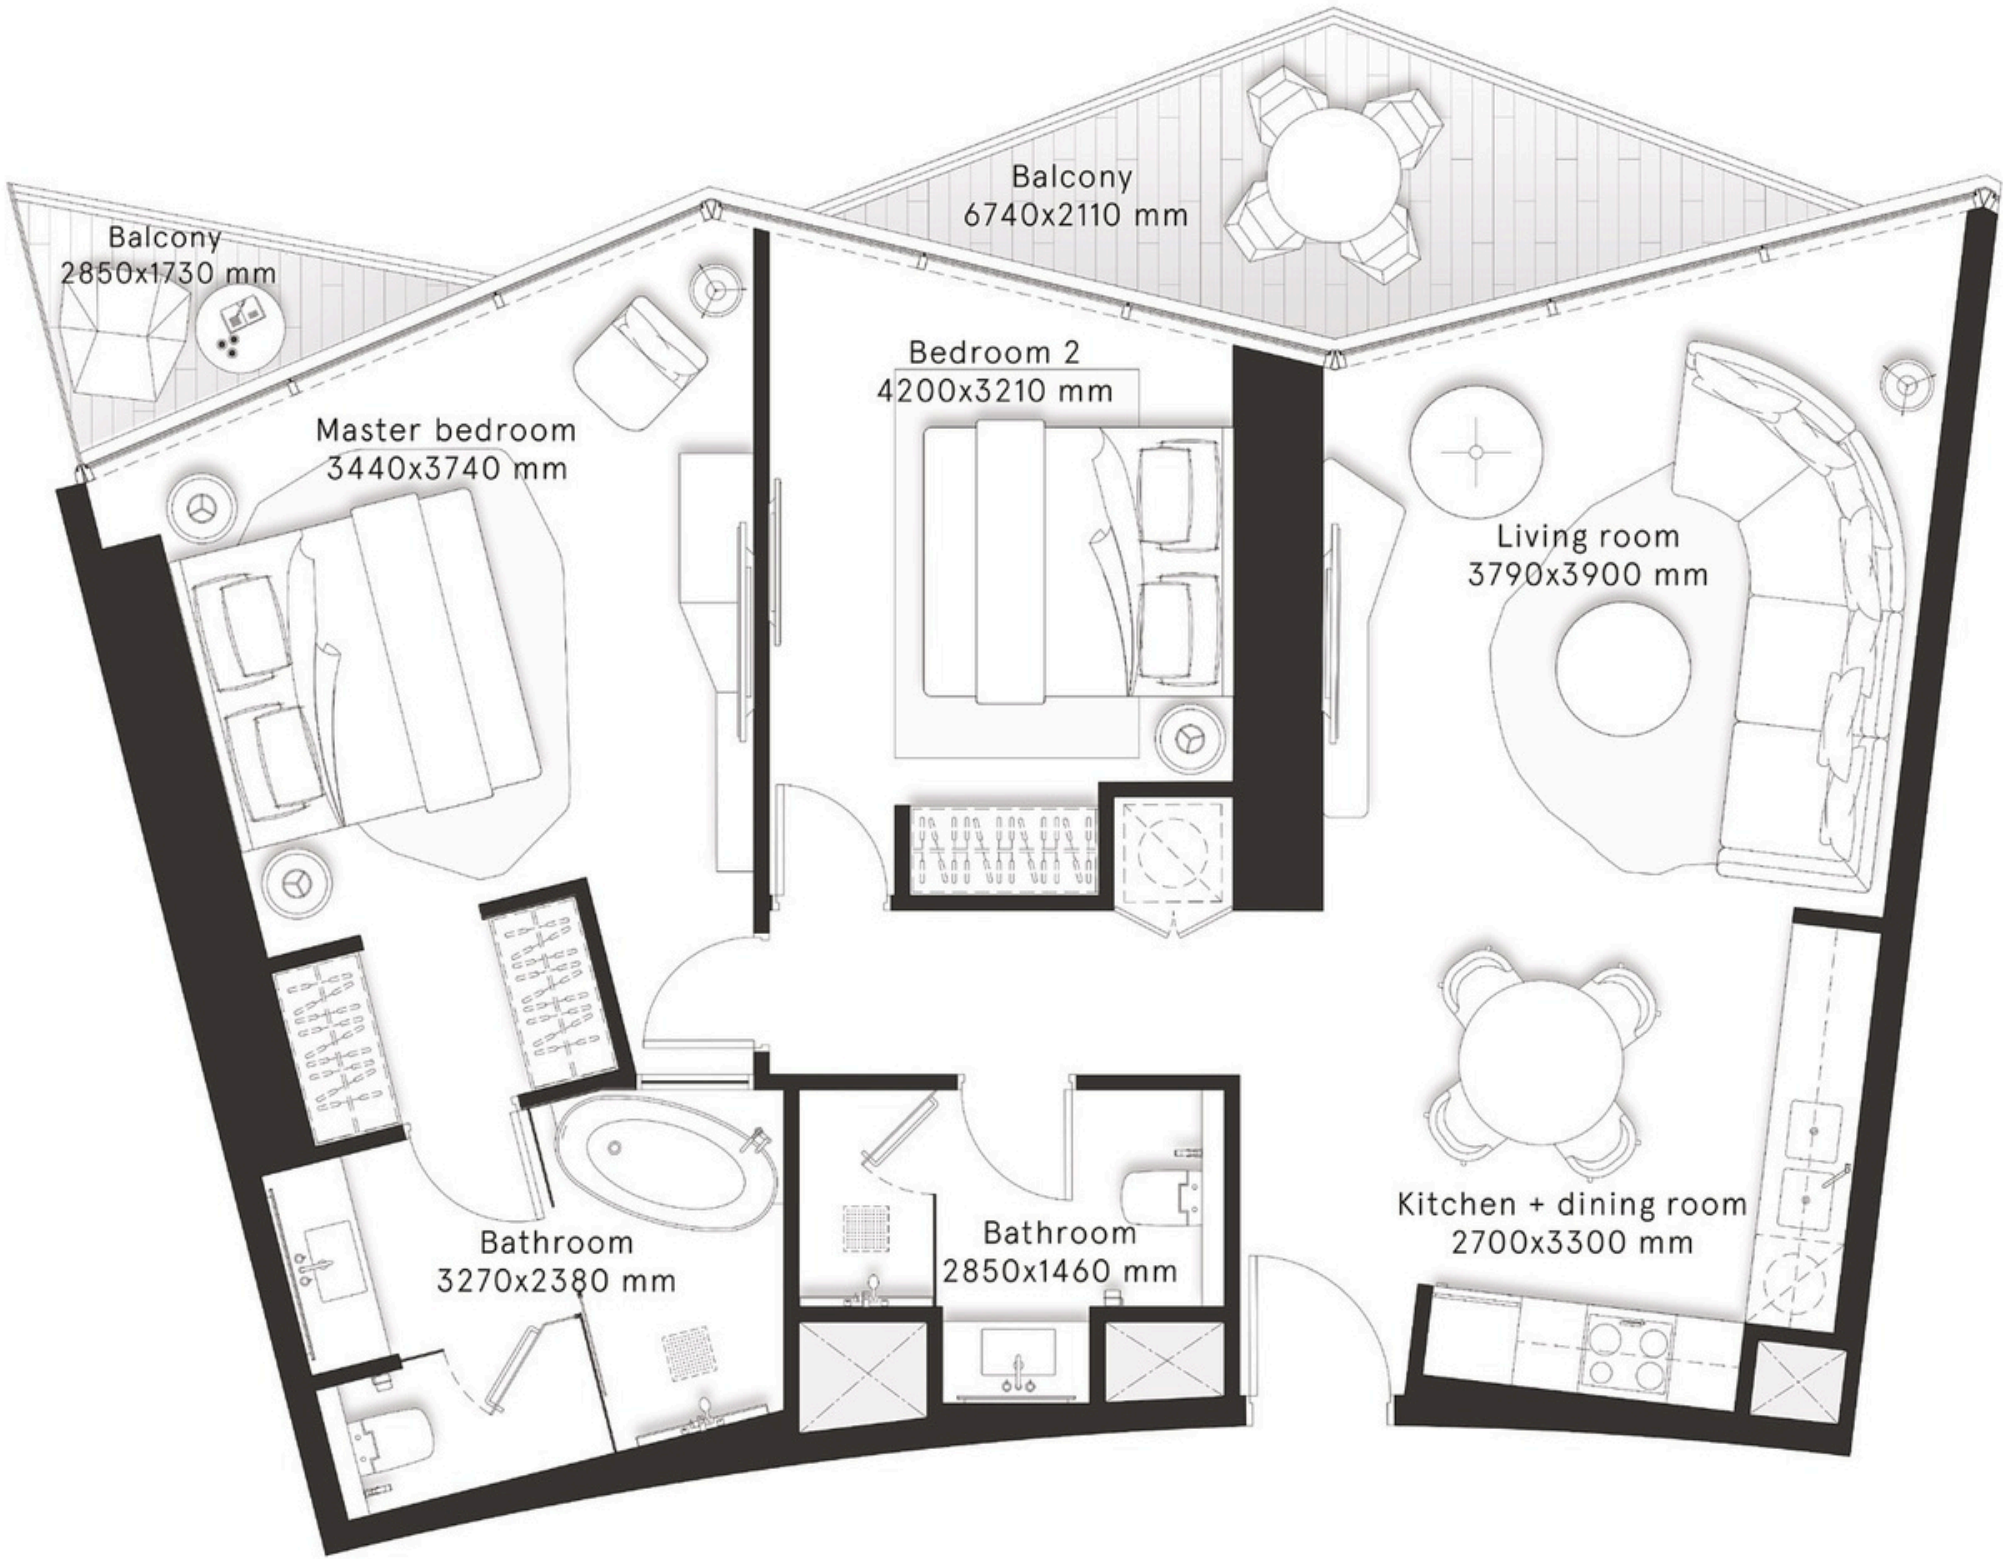 Balcony
6740x2110 mm
Balcony
2850x1730 mm
Bedroom 2
4200x3210 mm
Master bedroom
3440x3740 mm
Living room
3790x3900 mm
Kitchen + dining room
2700x3300 mm
Bathroom
2850x1460 mm
Bathroom
3270x2380 mm